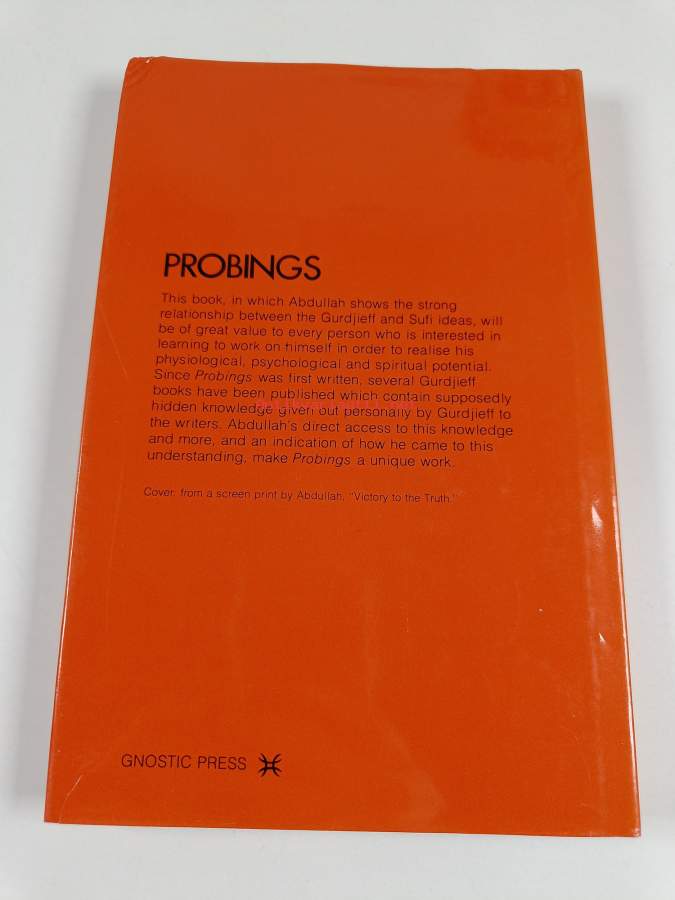 PROBINGS
This book, in which Abdullah shows the strong
relationship between the Gurdjieff and Sufi ideas, will
be of great value to every person who is interested in
learning to work on himself in order to realise his
physiological, psychological and spiritual potential.
Since Probings was first written, several Gurdjieff
books have been published which contain supposedly
hidden knowledge given out personally by Gurdjieff to
the writers. Abdullah's direct access to this knowledge
and more, and an indication of how he came to this
understanding, make Probings a unique work.
Cover: from a screen print by Abdullah, "Victory to the Truth."
GNOSTIC PRESS